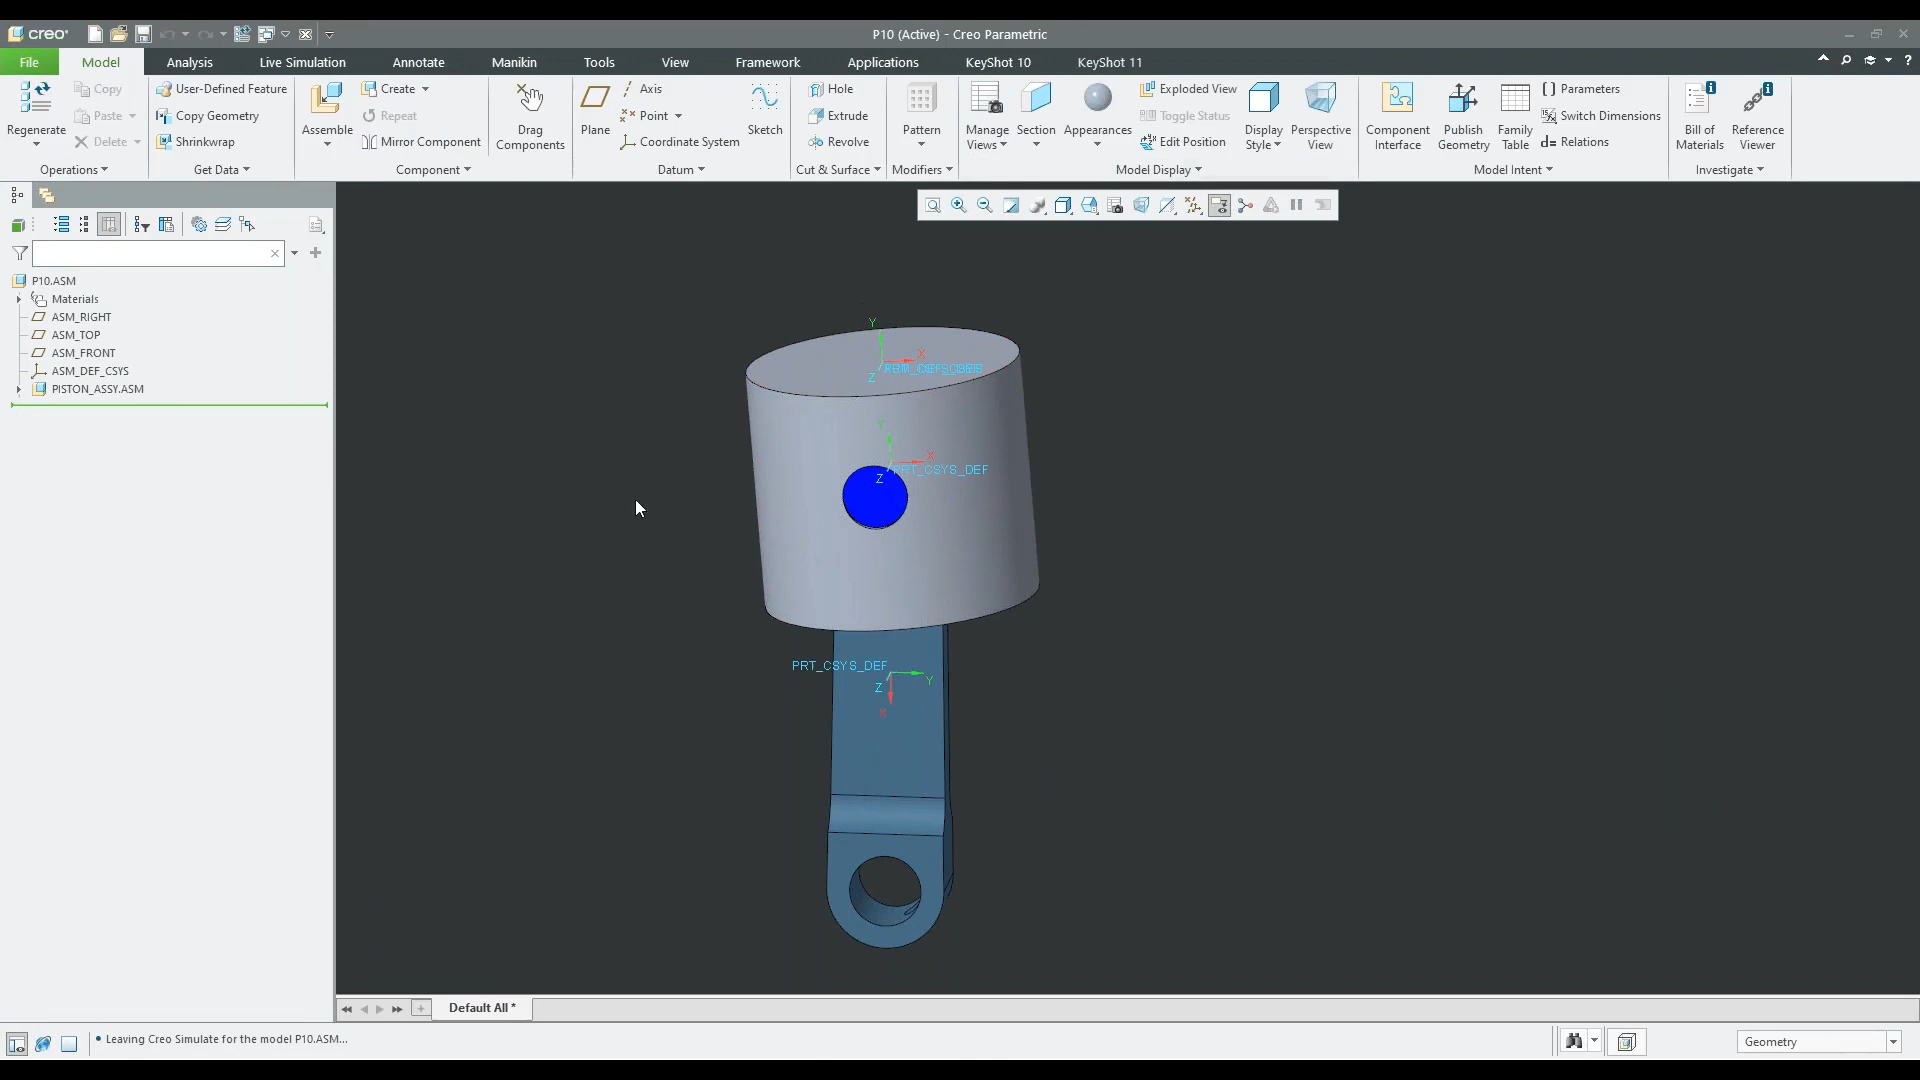 creo
P10 (Active) - Creo Parametric
File Model Analysis Live Simulation Annotate Manikin Tools View Framework Applications KeyShot 10 KeyShot 11
Regenerate
Copy
Paste
Delete
Operations
User-Defined Feature
Copy Geometry
Shrinkwrap
Get Data
Assemble
Create
Repeat
Mirror Component
Component
Drag
Components
Plane
Axis
Point
Coordinate System
Sketch
Datum
Hole
Extrude
Revolve
Cut & Surface
Pattern
Modifiers
Manage
Views
Section
Appearances
Exploded View
Toggle Status
Edit Position
Display
Style
Perspective
View
Model Display
Component
Interface
Publish
Geometry
Family
Table
Parameters
Switch Dimensions
Relations
Model Intent
Bill of
Materials
Reference
Viewer
Investigate
P10.ASM
Materials
ASM_RIGHT
ASM_TOP
ASM_FRONT
ASM_DEF_CSYS
PISTON_ASSY.ASM
Y
X
Z
Y
X
PRT_CSYS_DEF
Z
PRT_CSYS_DEF
Y
Z
X
Default All *
Leaving Creo Simulate for the model P10.ASM...
Geometry